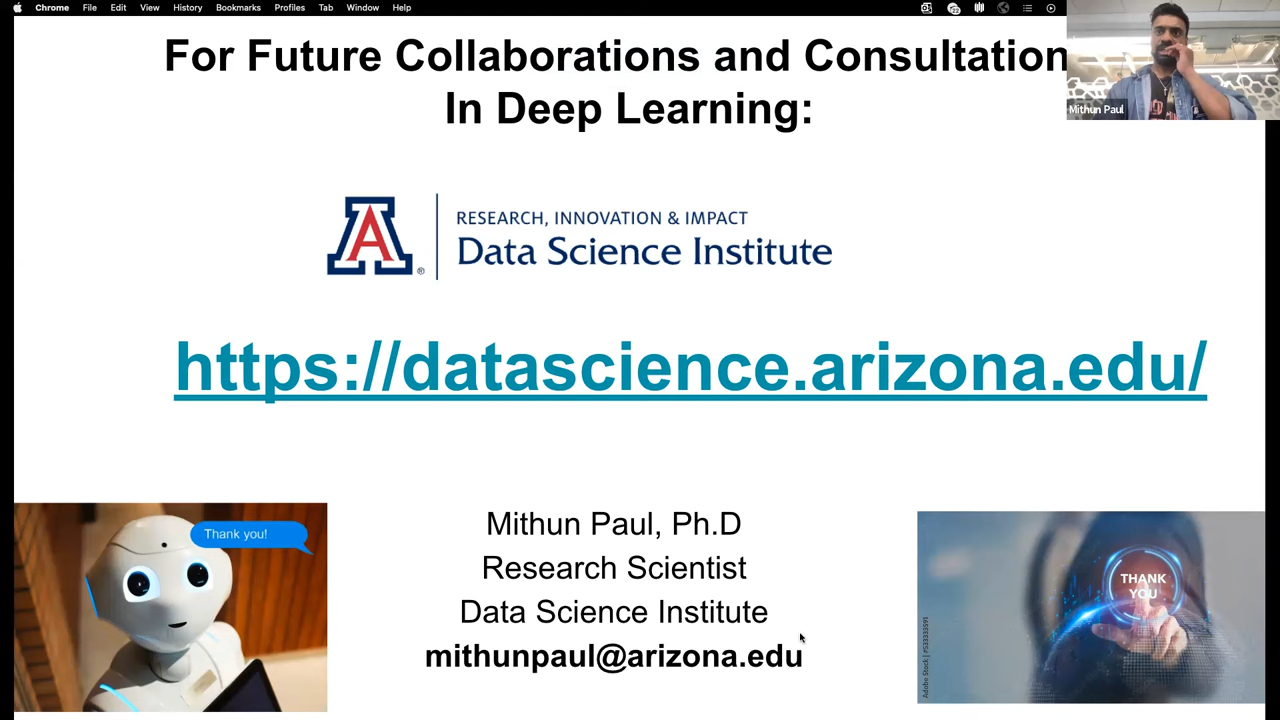 Chrome File Edit View History Bookmarks Profiles Tab Window Help
For Future Collaborations and Consultation
In Deep Learning:
Mithun Paul
A ®
RESEARCH, INNOVATION & IMPACT
Data Science Institute
https://datascience.arizona.edu/
Thank you!
Mithun Paul, Ph.D
Research Scientist
Data Science Institute
mithunpaul@arizona.edu
THANK
YOU